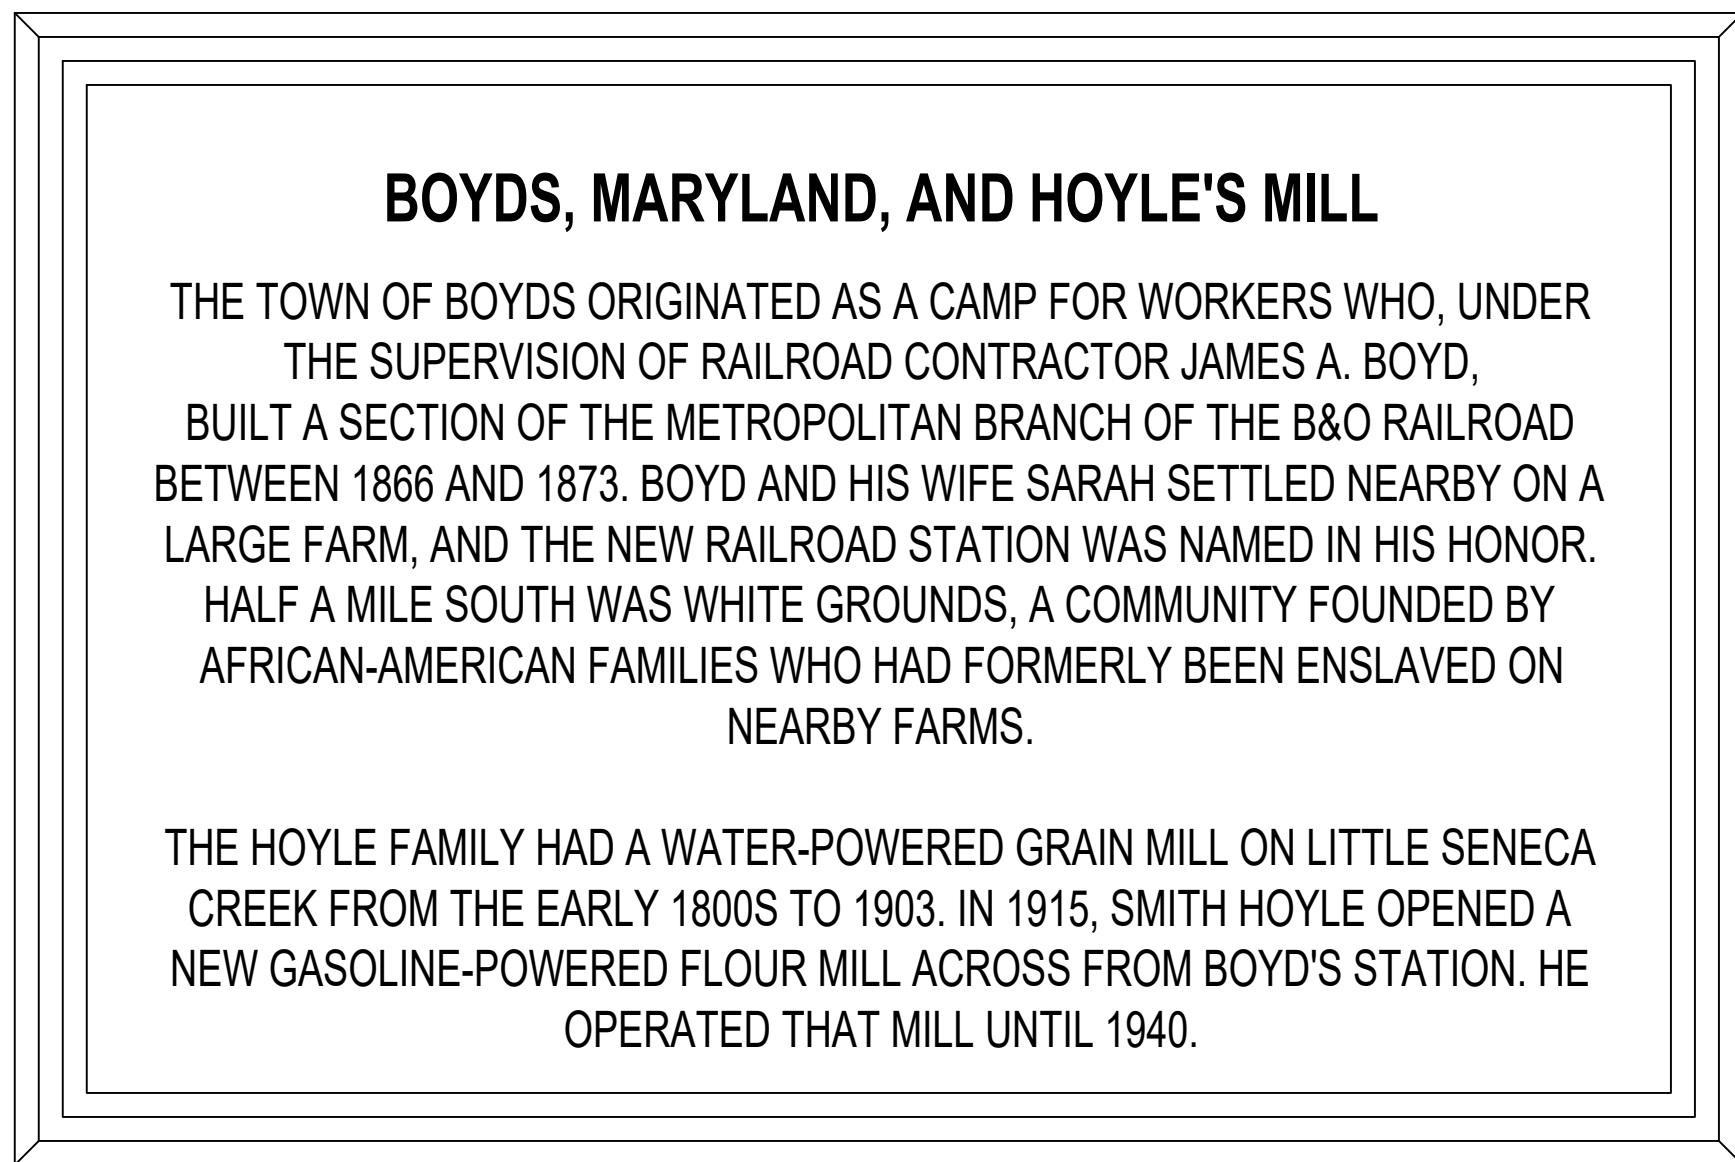 BOYDS, MARYLAND, AND HOYLE'S MILL
THE TOWN OF BOYDS ORIGINATED AS A CAMP FOR WORKERS WHO, UNDER
THE SUPERVISION OF RAILROAD CONTRACTOR JAMES A. BOYD,
BUILT A SECTION OF THE METROPOLITAN BRANCH OF THE B&O RAILROAD
BETWEEN 1866 AND 1873. BOYD AND HIS WIFE SARAH SETTLED NEARBY ON A
LARGE FARM, AND THE NEW RAILROAD STATION WAS NAMED IN HIS HONOR.
HALF A MILE SOUTH WAS WHITE GROUNDS, A COMMUNITY FOUNDED BY
AFRICAN-AMERICAN FAMILIES WHO HAD FORMERLY BEEN ENSLAVED ON
NEARBY FARMS.
THE HOYLE FAMILY HAD A WATER-POWERED GRAIN MILL ON LITTLE SENECA
CREEK FROM THE EARLY 1800S TO 1903. IN 1915, SMITH HOYLE OPENED A
NEW GASOLINE-POWERED FLOUR MILL ACROSS FROM BOYD'S STATION. HE
OPERATED THAT MILL UNTIL 1940.